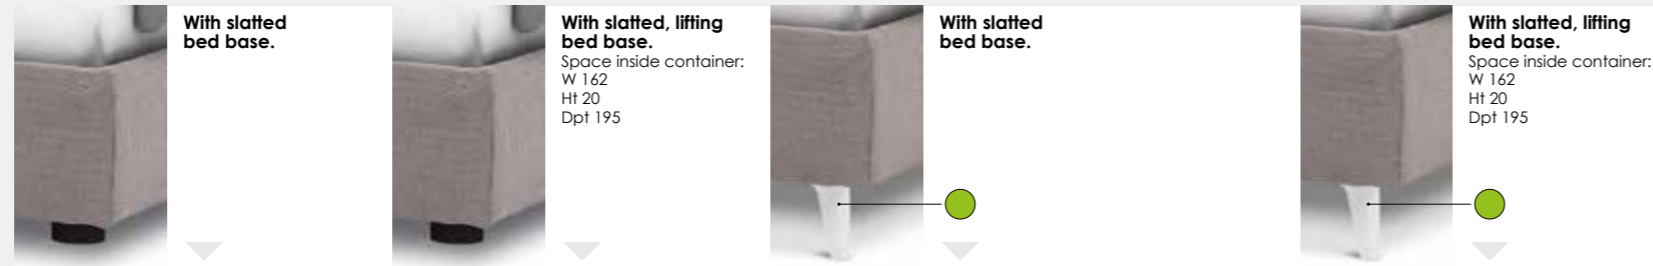 With slatted
bed base.
With slatted, lifting
bed base.
Space inside container:
W 162
Ht 20
Dpt 195
With slatted
bed base.
With slatted, lifting
bed base.
Space inside container:
W 162
Ht 20
Dpt 195